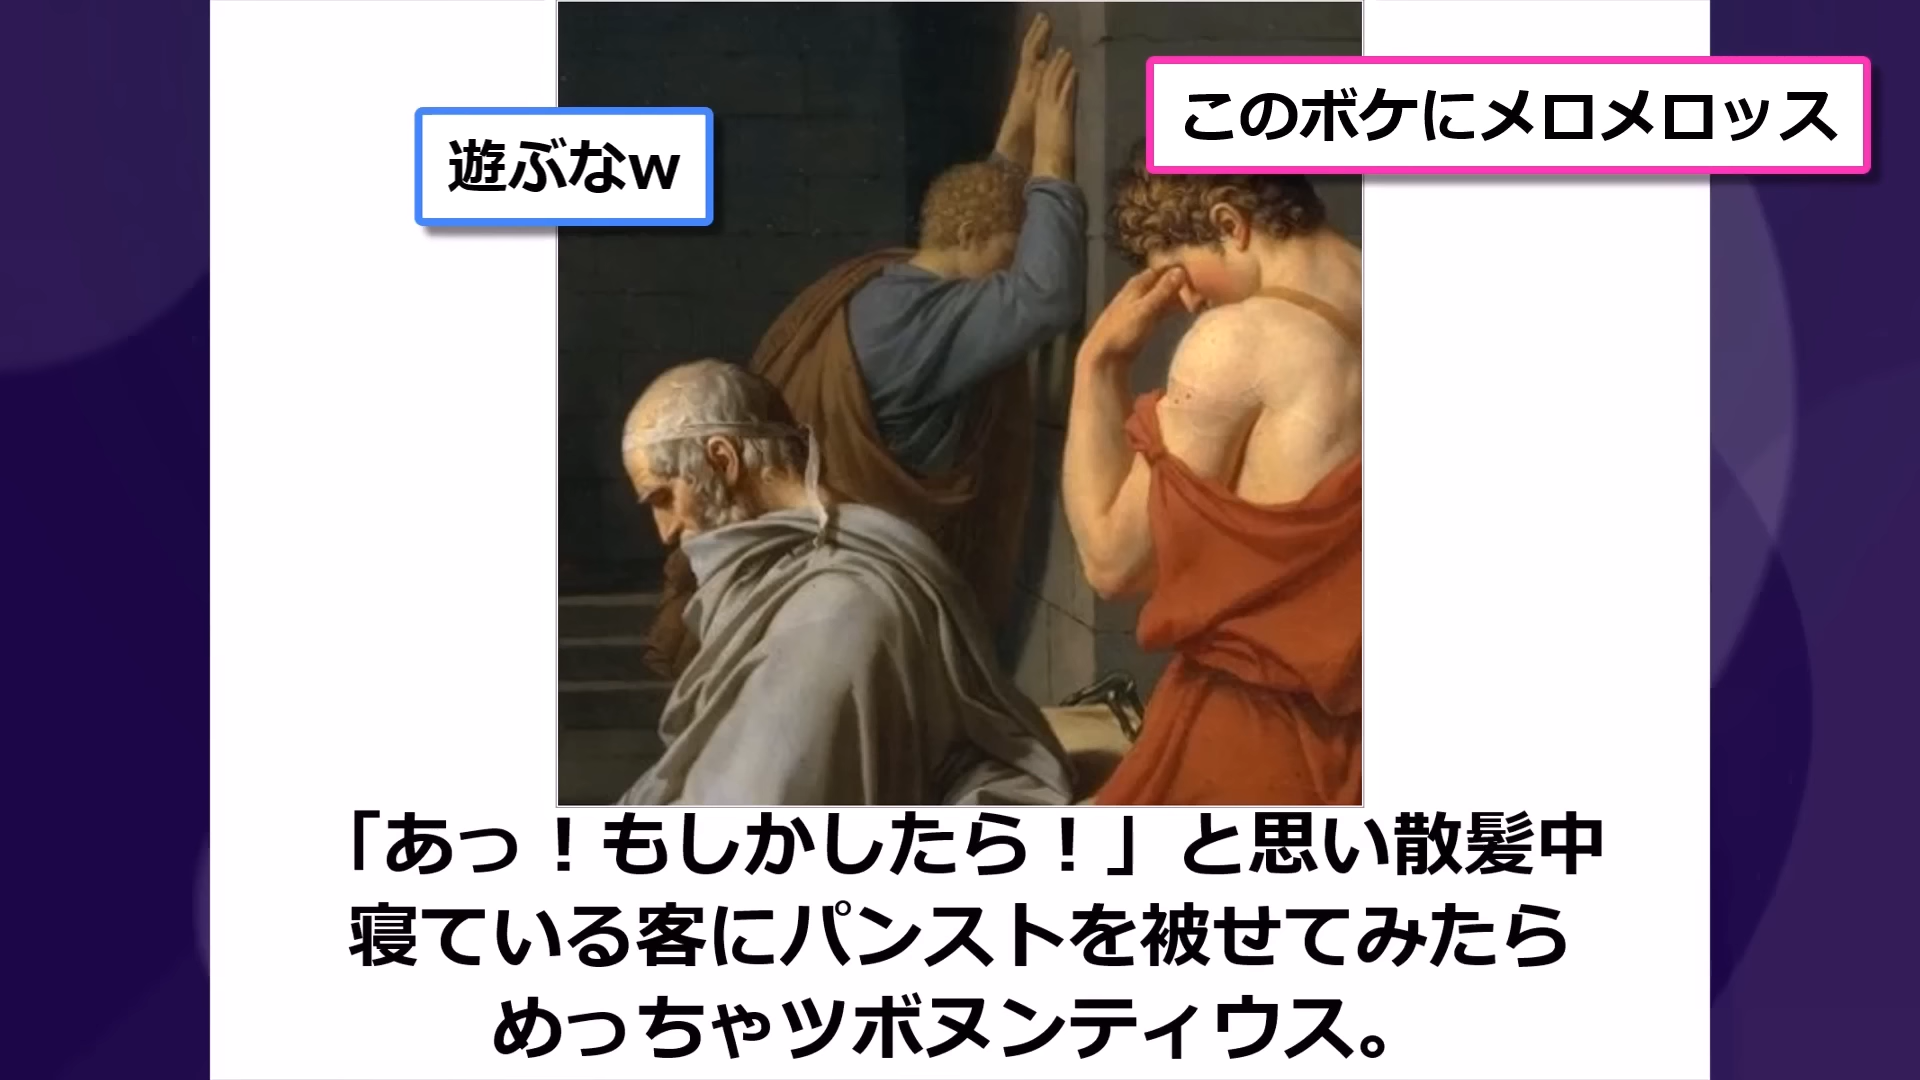 遊ぶなw
このボケにメロメロッス
「あっ！もしかしたら！」と思い散髪中
寝ている客にパンストを被せてみたら
めっちゃツボヌンティウス。